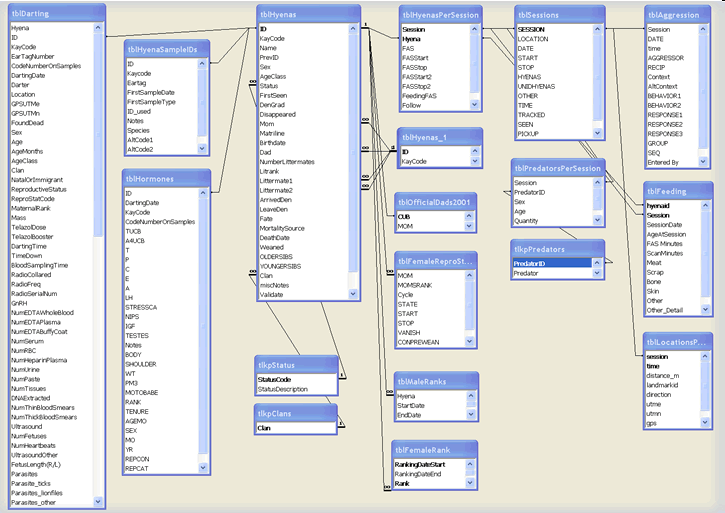 tblDarting
Hyena
ID
KayCode
EarTagNumber
CodeNumberOnSamples
DartingDate
Darter
Location
GPSUTMe
GPSUTMn
FoundDead
Sex
Age
AgeMonths
AgeClass
Clan
NatalOrImmigrant
ReproductiveStatus
ReproStatCode
MaternalRank
Mass
TelazolDose
TelazolBooster
DartingTime
TimeDown
BloodSamplingTime
RadioCollared
RadioFreq
RadioSerialNum
GnRH
NumEDTAWholeBlood
NumEDTAPlasma
NumEDTABuffyCoat
NumSerum
NumRBC
NumHeparinPlasma
NumUrine
NumPaste
NumTissues
DNAExtracted
NumThinBloodSmears
NumThickBloodSmears
Ultrasound
NumFetuses
NumHeartbeats
UltrasoundOther
FetusLength(R/L)
Parasites
Parasite_ticks
Parasites_lionflies
Parasites_other
tblHyenaSampleIDs
ID
Kaycode
Eartag
FirstSampleDate
FirstSampleType
ID_used
Notes
Species
AltCode1
AltCode2
tblHormones
ID
DartingDate
KayCode
CodeNumberOnSamples
TUCB
A4UCB
T
P
C
E
A
LH
STRESSCA
NIPS
IGF
TESTES
Notes
BODY
SHOULDER
WT
PM3
MOTOBABE
RANK
TENURE
AGEMO
SEX
MO
YR
REPCON
REPCAT
tblHyenas
ID
KayCode
Name
PrevID
Sex
AgeClass
Status
FirstSeen
DenGrad
Disappeared
Mom
Matriline
Birthdate
Dad
NumberLittermates
Litrank
Littermate1
Littermate2
ArrivedDen
LeaveDen
Fate
MortalitySource
DeathDate
Weaned
OLDERSIBS
YOUNGERSIBS
Clan
miscNotes
Validate
tlkpStatus
StatusCode
StatusDescription
tlkpClans
Clan
tblHyenasPerSession
Session
Hyena
FAS
FASStart
FASStop
FASStart2
FASStop2
FeedingFAS
Follow
tblHyenas_1
ID
KayCode
tblOfficialDads2001
CUB
MOM
tblFemaleReproSt...
MOM
MOMSRANK
Cycle
STATE
START
STOP
VANISH
CONPREWEAN
tblMaleRanks
Hyena
StartDate
EndDate
tblFemaleRank
RankingDateStart
RankingDateEnd
Rank
tblSessions
SESSION
LOCATION
DATE
START
STOP
HYENAS
UNIDHYENAS
OTHER
TIME
TRACKED
SEEN
PICKUP
tblPredatorsPerSession
Session
PredatorID
Sex
Age
Quantity
tlkpPredators
PredatorID
Predator
tblAggression
Session
DATE
time
AGGRESSOR
RECIP
Context
AltContext
BEHAVIOR1
BEHAVIOR2
RESPONSE1
RESPONSE2
RESPONSE3
GROUP
SEQ
Entered By
tblFeeding
hyenaid
Session
SessionDate
AgeAtSession
FAS Minutes
ScanMinutes
Meat
Scrap
Bone
Skin
Other
Other_Detail
tblLocationsP...
session
time
distance_m
landmarkid
direction
utme
utmn
gps